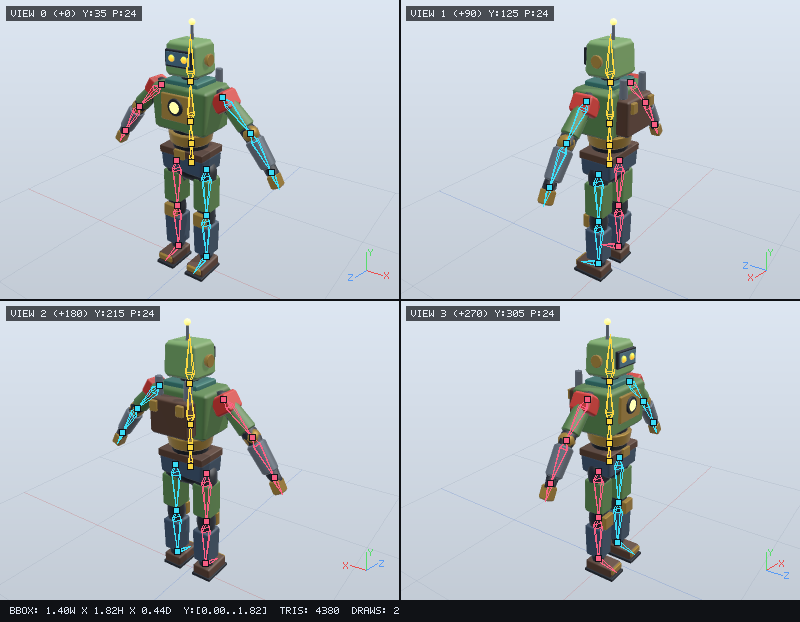 VIEW 0 (+0) Y:35 P:24
VIEW 1 (+90) Y:125 P:24
Y
X
Z
Y
Z
X
VIEW 2 (+180) Y:215 P:24
VIEW 3 (+270) Y:305 P:24
Y
X
Z
Y
X
Z
BBOX: 1.40W X 1.82H X 0.44D Y:[0.00..1.82] TRIS: 4380 DRAWS: 2